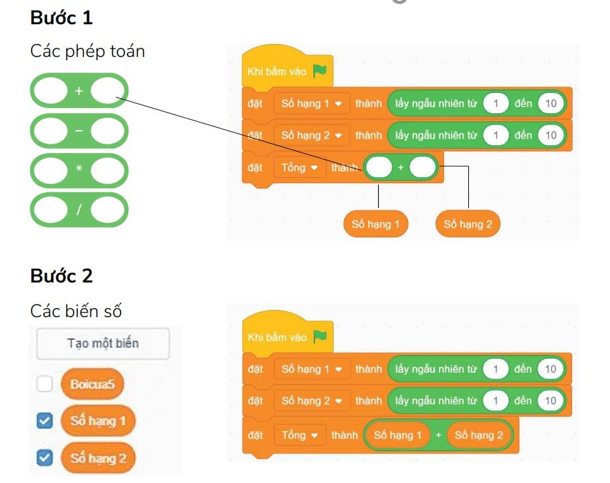 Bước 1
Các phép toán
+
-
*
/
Khi bấm vào
đặt Số hạng 1 thành lấy ngẫu nhiên từ 1 đến 10
đặt Số hạng 2 thành lấy ngẫu nhiên từ 1 đến 10
đặt Tổng thành +
Số hạng 1 Số hạng 2
Bước 2
Các biến số
Tạo một biến
Boicua5
Số hạng 1
Số hạng 2
Khi bấm vào
đặt Số hạng 1 thành lấy ngẫu nhiên từ 1 đến 10
đặt Số hạng 2 thành lấy ngẫu nhiên từ 1 đến 10
đặt Tổng thành Số hạng 1 + Số hạng 2